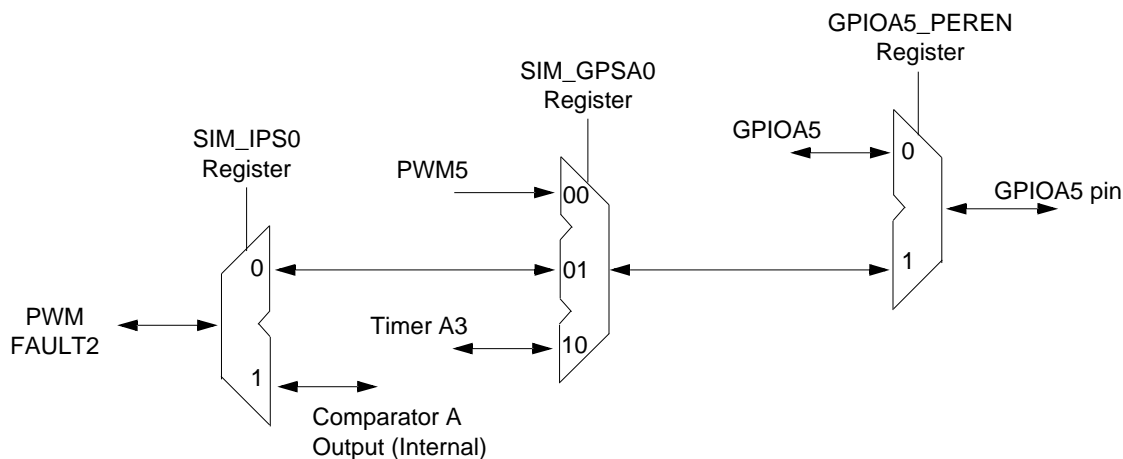 GPIOA5_PEREN
Register
SIM_GPSA0
Register
SIM_IPS0
Register
GPIOA5
0
PWM5
00
GPIOA5 pin
0
01
1
PWM
FAULT2
Timer A3
10
1
Comparator A
Output (Internal)